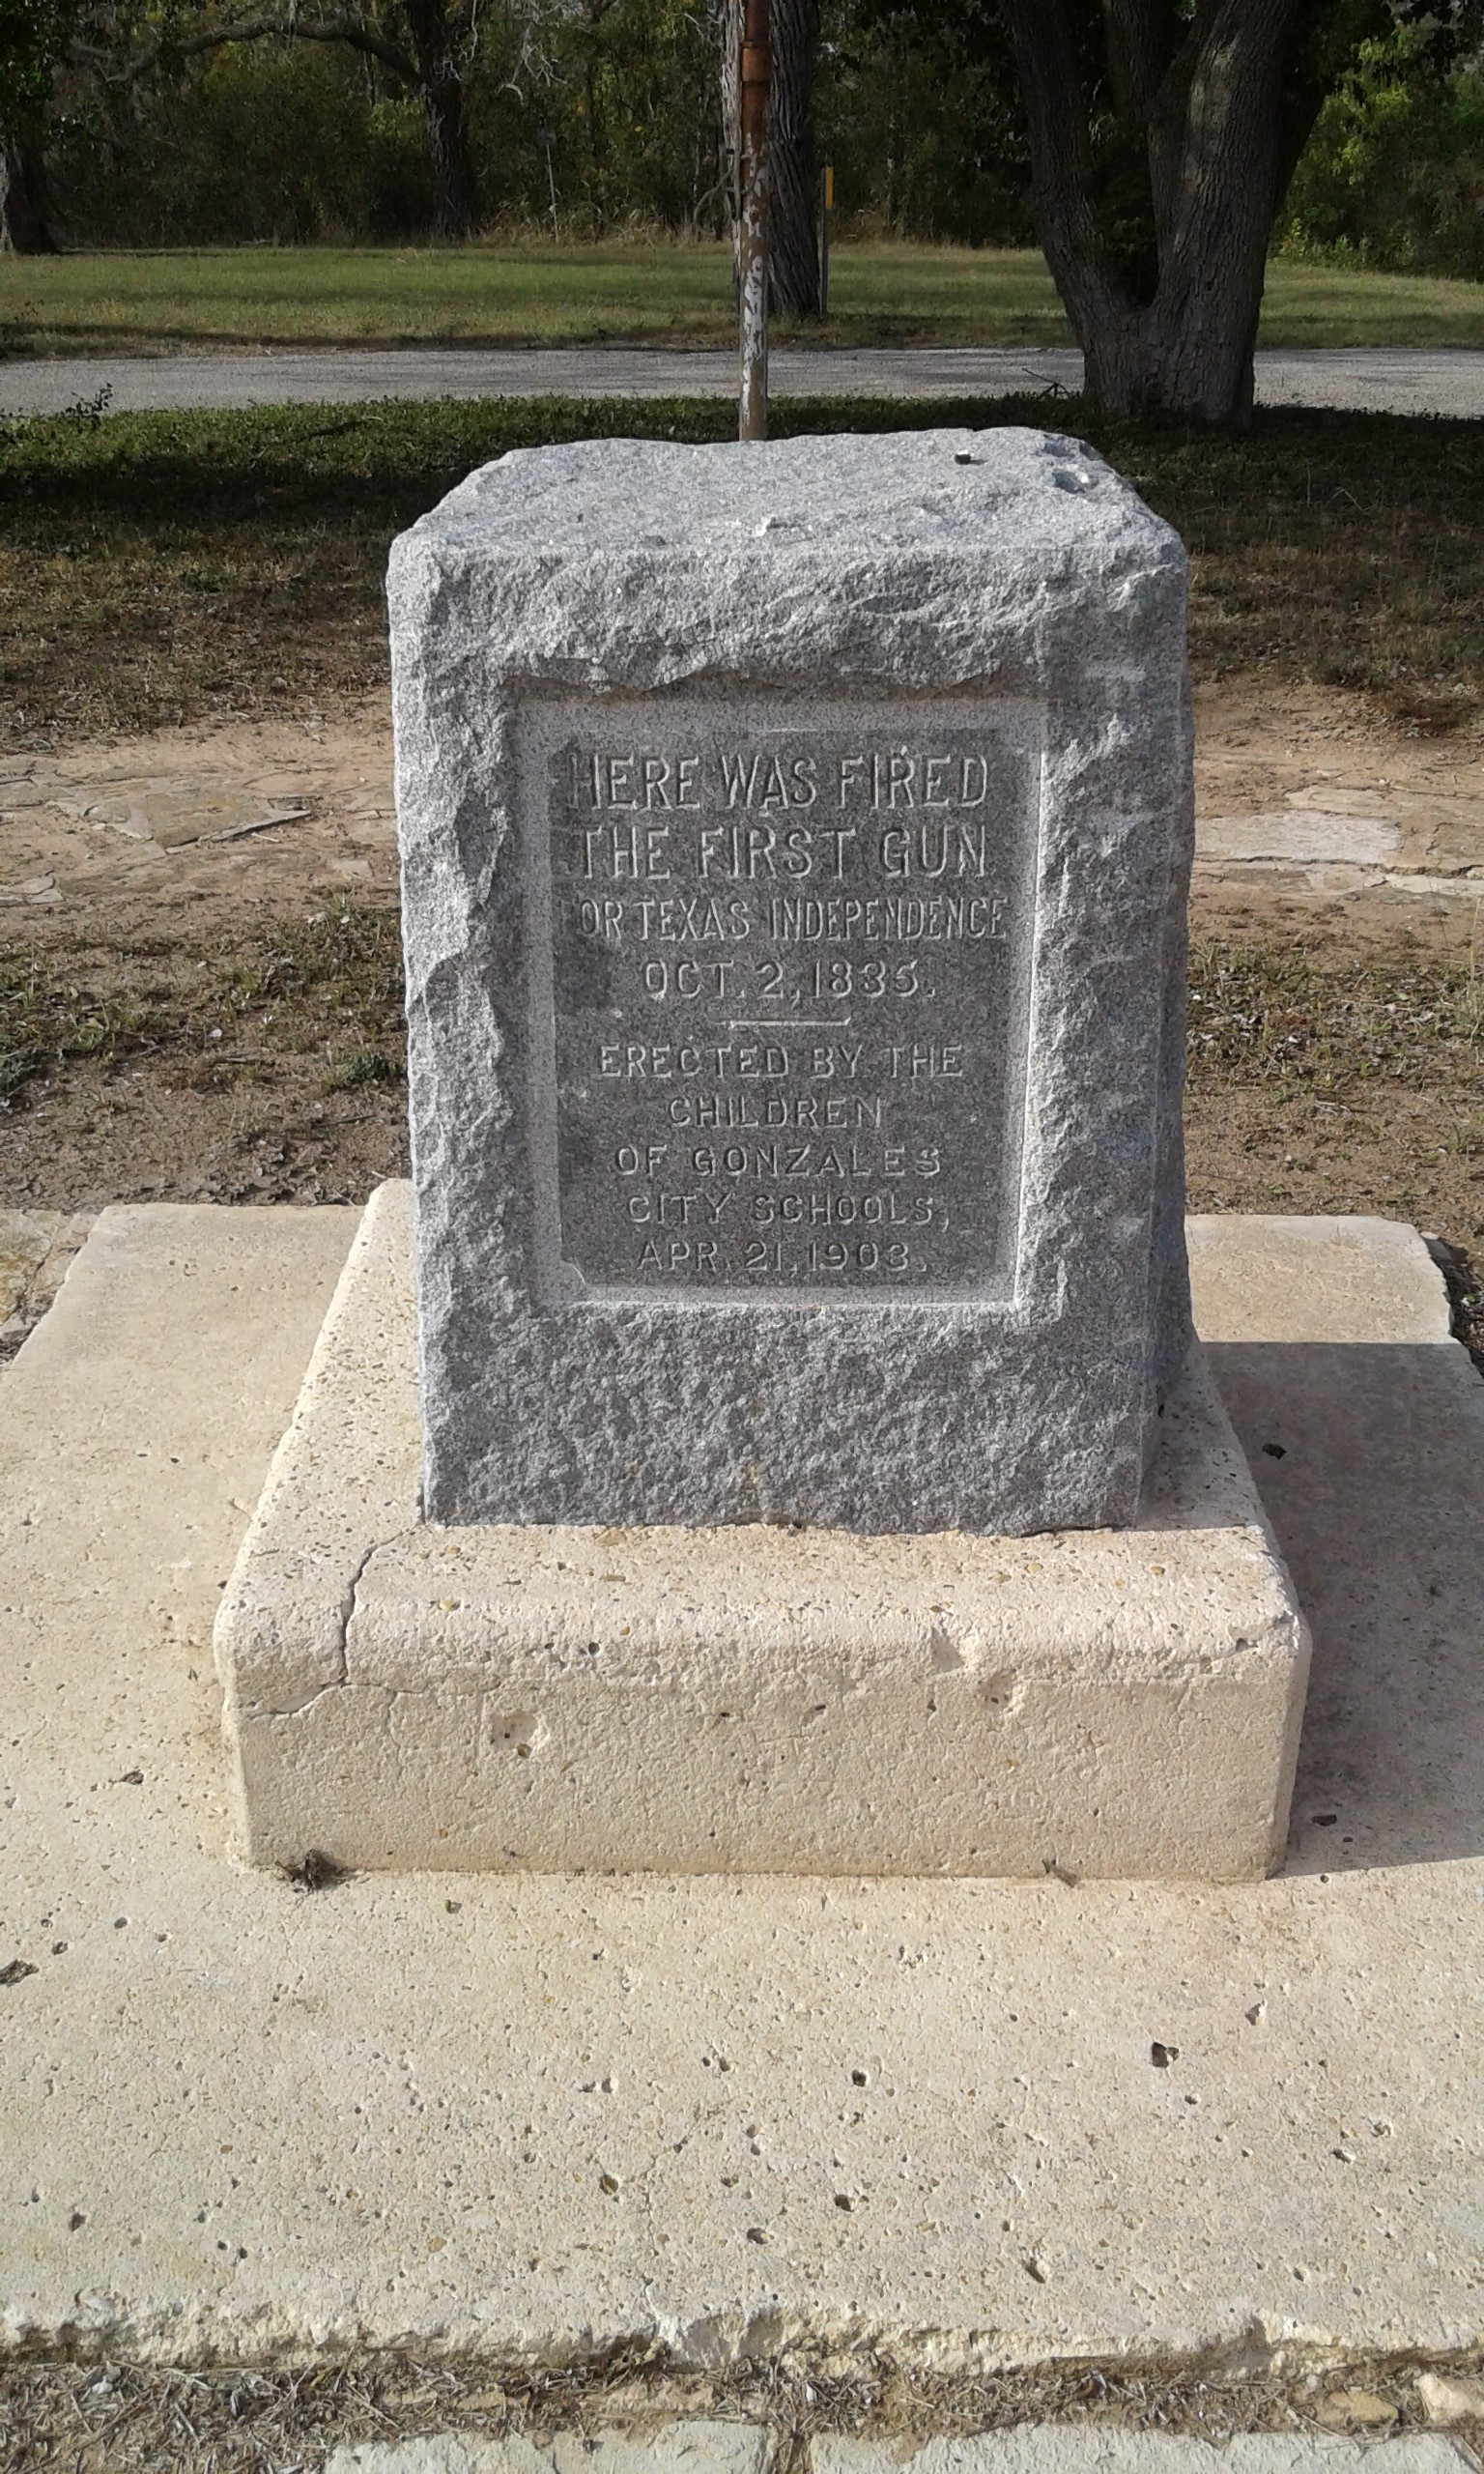 HERE WAS FIRED
THE FIRST GUN
FOR TEXAS INDEPENDENCE
OCT. 2, 1835.
ERECTED BY THE
CHILDREN
OF GONZALES
CITY SCHOOLS,
APR. 21, 1903.